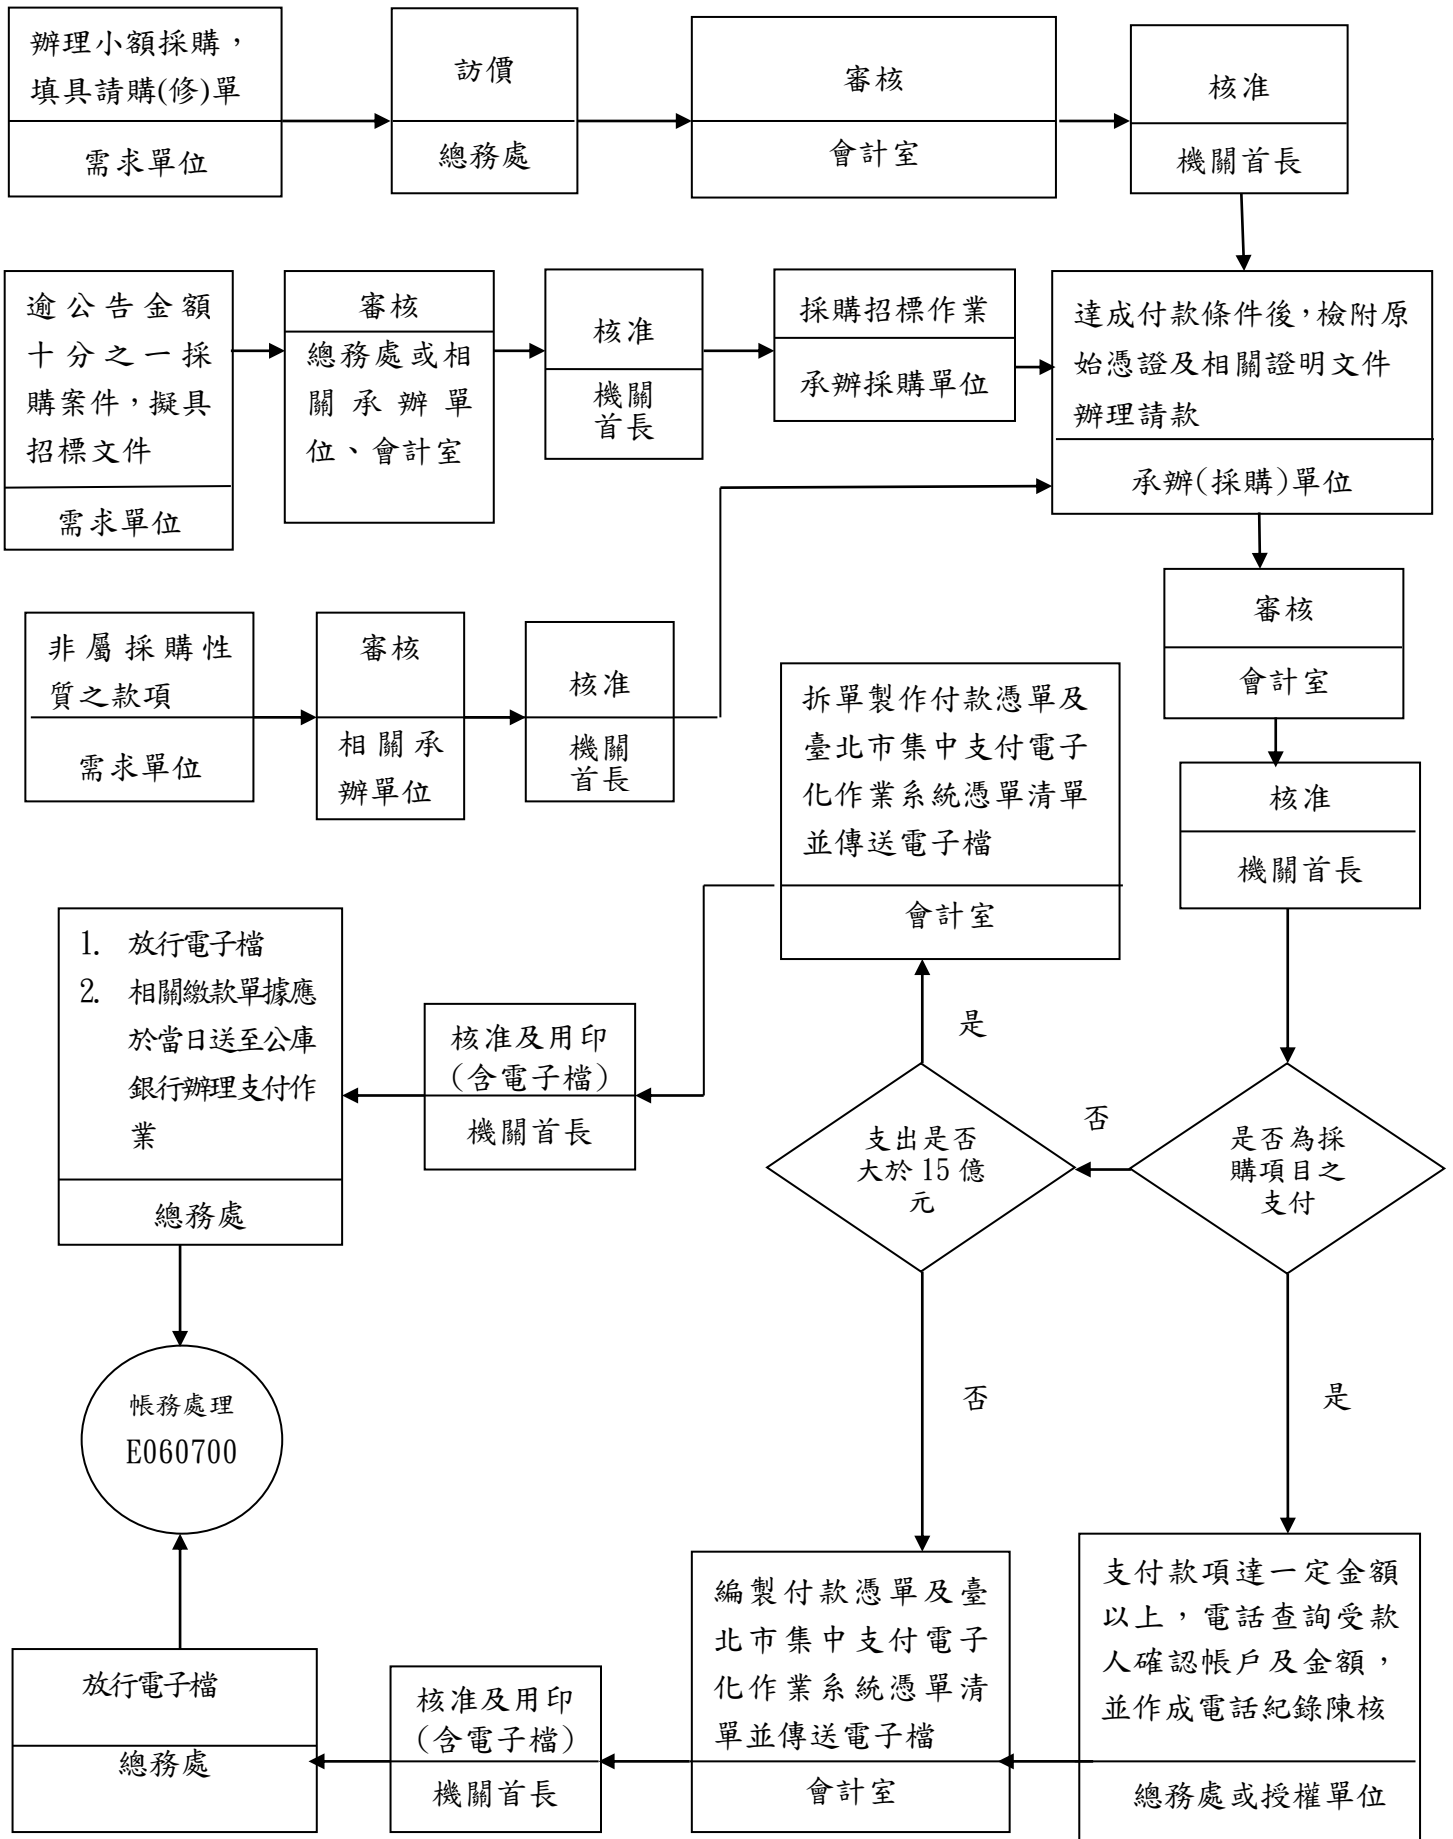 辦理小額採購，
填具請購(修)單
需求單位
訪價
總務處
審核
會計室
核准
機關首長
逾公告金額
十分之一採
購案件，擬具
招標文件
需求單位
審核
總務處或相
關承辦單
位、會計室
核准
機關
首長
採購招標作業
承辦採購單位
達成付款條件後，檢附原
始憑證及相關證明文件
辦理請款
承辦(採購)單位
非屬採購性
質之款項
需求單位
審核
相關承
辦單位
核准
機關
首長
審核
會計室
核准
機關首長
拆單製作付款憑單及
臺北市集中支付電子
化作業系統憑單清單
並傳送電子檔
會計室
1. 放行電子檔
2. 相關繳款單據應
於當日送至公庫
銀行辦理支付作
業
總務處
核准及用印
(含電子檔)
機關首長
是
支出是否
大於 15 億
元
否
是否為採
購項目之
支付
否
是
帳務處理
E060700
放行電子檔
總務處
核准及用印
(含電子檔)
機關首長
編製付款憑單及臺
北市集中支付電子
化作業系統憑單清
單並傳送電子檔
會計室
支付款項達一定金額
以上，電話查詢受款
人確認帳戶及金額，
並作成電話紀錄陳核
總務處或授權單位